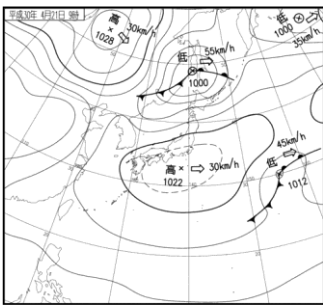 平成30年 4月21日 9時
高
30km/h
×
1028
低
55km/h
1000
低
1000
35km/h
高 × 30km/h
1022
45km/h
低
1012